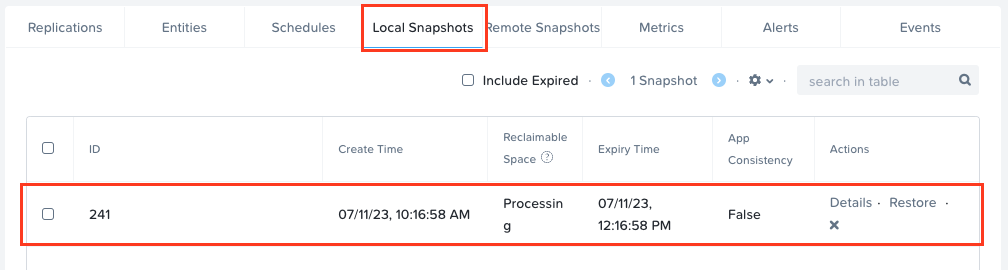 Replications Entities Schedules Local Snapshots Remote Snapshots Metrics Alerts Events
Include Expired · 1 Snapshot · · search in table
ID Create Time Reclaimable Space ? Expiry Time App Consistency Actions
241 07/11/23, 10:16:58 AM Processing 07/11/23, 12:16:58 PM False Details · Restore ·